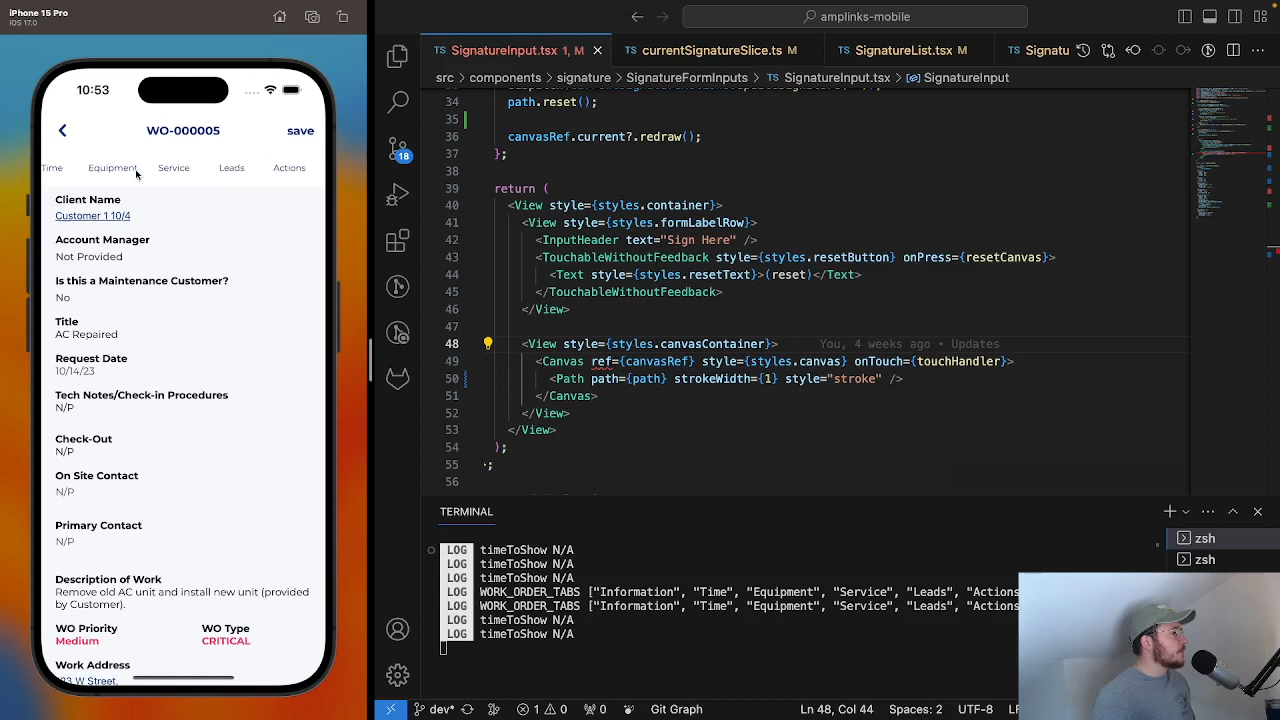 iPhone 15 Pro
iOS 17.0
10:53
WO-000005
save
Time Equipment Service Leads Actions
Client Name
Customer 1 10/4
Account Manager
Not Provided
Is this a Maintenance Customer?
No
Title
AC Repaired
Request Date
10/14/23
Tech Notes/Check-in Procedures
N/P
Check-Out
N/P
On Site Contact
N/P
Primary Contact
N/P
Description of Work
Remove old AC unit and install new unit (provided
by Customer).
WO Priority WO Type
Medium CRITICAL
Work Address
W Street,
amplinks-mobile
SignatureInput.tsx 1, M currentSignatureSlice.ts M SignatureList.tsx M Signatu
src > components > signature > SignatureFormInputs > SignatureInput.tsx > SignatureInput
34 path.reset();
35
36 canvasRef.current?.redraw();
37 };
38
39 return (
40 <View style={styles.container}>
41 <View style={styles.formLabelRow}>
42 <InputHeader text="Sign Here" />
43 <TouchableWithoutFeedback style={styles.resetButton} onPress={resetCanvas}>
44 <Text style={styles.resetText}>(reset)</Text>
45 </TouchableWithoutFeedback>
46 </View>
47
48 <View style={styles.canvasContainer}> You, 4 weeks ago • Updates
49 <Canvas ref={canvasRef} style={styles.canvas} onTouch={touchHandler}>
50 <Path path={path} strokeWidth={1} style="stroke" />
51 </Canvas>
52 </View>
53 </View>
54 );
55 };
56
18
TERMINAL
zsh
zsh
LOG timeToShow N/A
LOG timeToShow N/A
LOG timeToShow N/A
LOG WORK_ORDER_TABS ["Information", "Time", "Equipment", "Service", "Leads", "Actions
LOG WORK_ORDER_TABS ["Information", "Time", "Equipment", "Service", "Leads", "Actions
LOG timeToShow N/A
LOG timeToShow N/A
dev* 1 0 0 Git Graph Ln 48, Col 44 Spaces: 2 UTF-8 LF